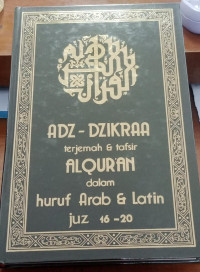 ADZ-DZIKRAA
terjemah & tafsir
ALQUR'AN
dalam
huruf Arab & Latin
juz 16-20